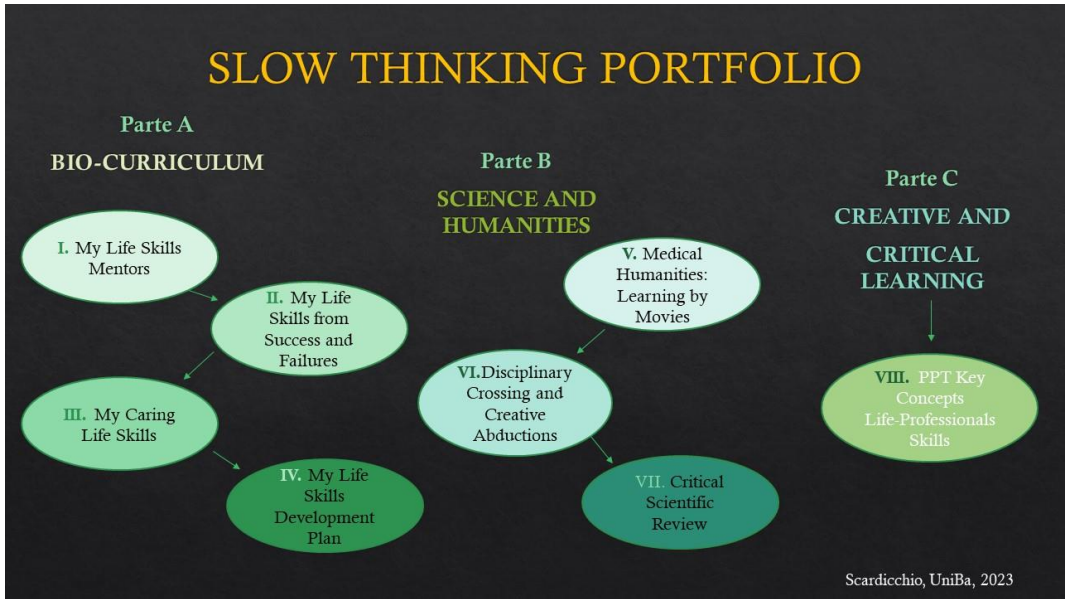 SLOW THINKING PORTFOLIO
Parte A
BIO-CURRICULUM
I. My Life Skills
Mentors
II. My Life
Skills from
Success and
Failures
III. My Caring
Life Skills
IV. My Life
Skills
Development
Plan
Parte B
SCIENCE AND
HUMANITIES
V. Medical
Humanities:
Learning by
Movies
VI.Disciplinary
Crossing and
Creative
Abductions
VII. Critical
Scientific
Review
Parte C
CREATIVE AND
CRITICAL
LEARNING
VIII. PPT Key
Concepts
Life-Professionals
Skills
Scardicchio, UniBa, 2023